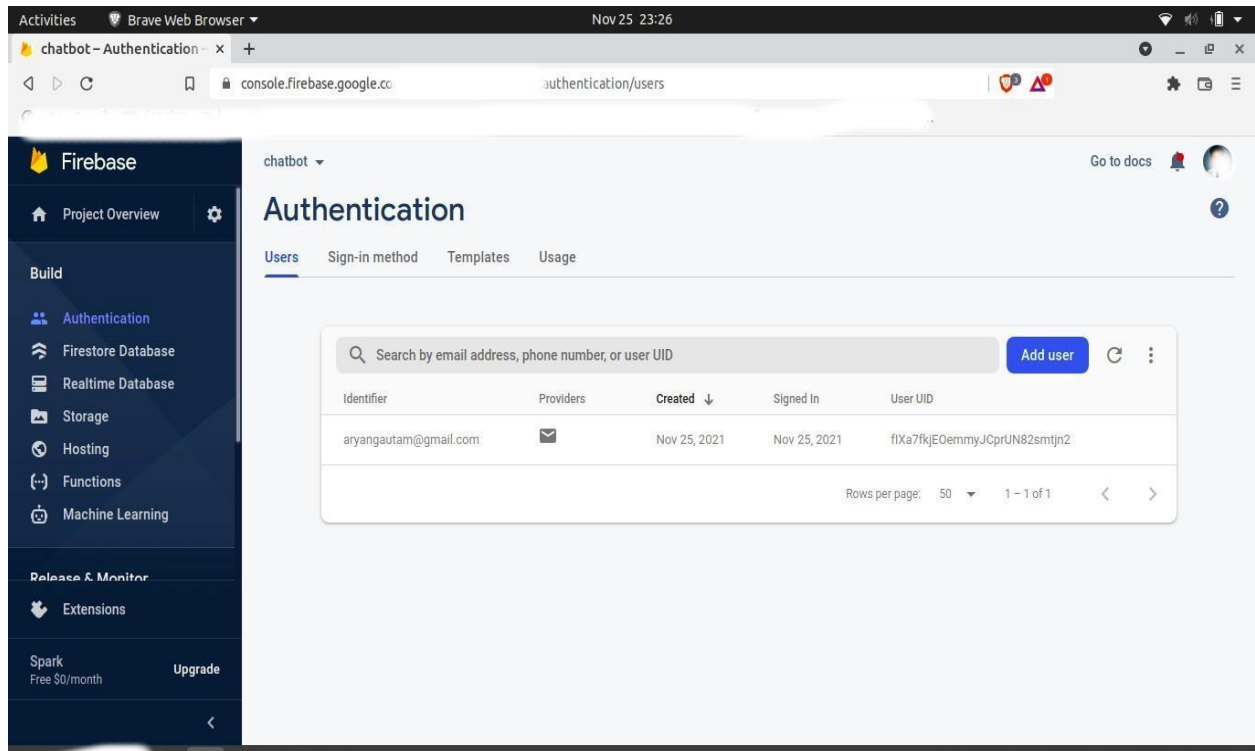 Activities Brave Web Browser Nov 25 23:26
chatbot – Authentication –
console.firebase.google.co authentication/users
Firebase
Project Overview
Build
Authentication
Firestore Database
Realtime Database
Storage
Hosting
Functions
Machine Learning
Release & Monitor
Extensions
Spark
Free $0/month
Upgrade
chatbot
Go to docs
Authentication
Users Sign-in method Templates Usage
Search by email address, phone number, or user UID
Add user
Identifier Providers Created Signed In User UID
aryangautam@gmail.com Nov 25, 2021 Nov 25, 2021 fIXa7fkjEOemmyJCprUN82smtjn2
Rows per page: 50 1 – 1 of 1